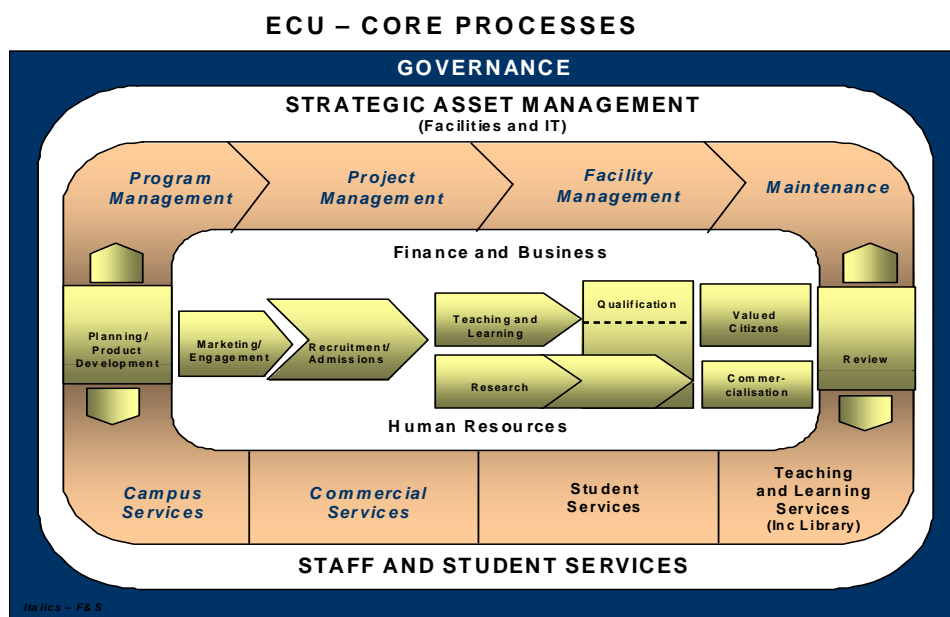 ECU – CORE PROCESSES
GOVERNANCE
STRATEGIC ASSET MANAGEMENT
(Facilities and IT)
Program
Management
Project
Management
Facility
Management
Maintenance
Finance and Business
Planning/
Product
Development
Marketing/
Engagement
Recruitment/
Admissions
Teaching and
Learning
Research
Qualification
Valued
Citizens
Commer-
cialisation
Review
Human Resources
Campus
Services
Commercial
Services
Student
Services
Teaching
and Learning
Services
(Inc Library)
STAFF AND STUDENT SERVICES
Italics – F&S